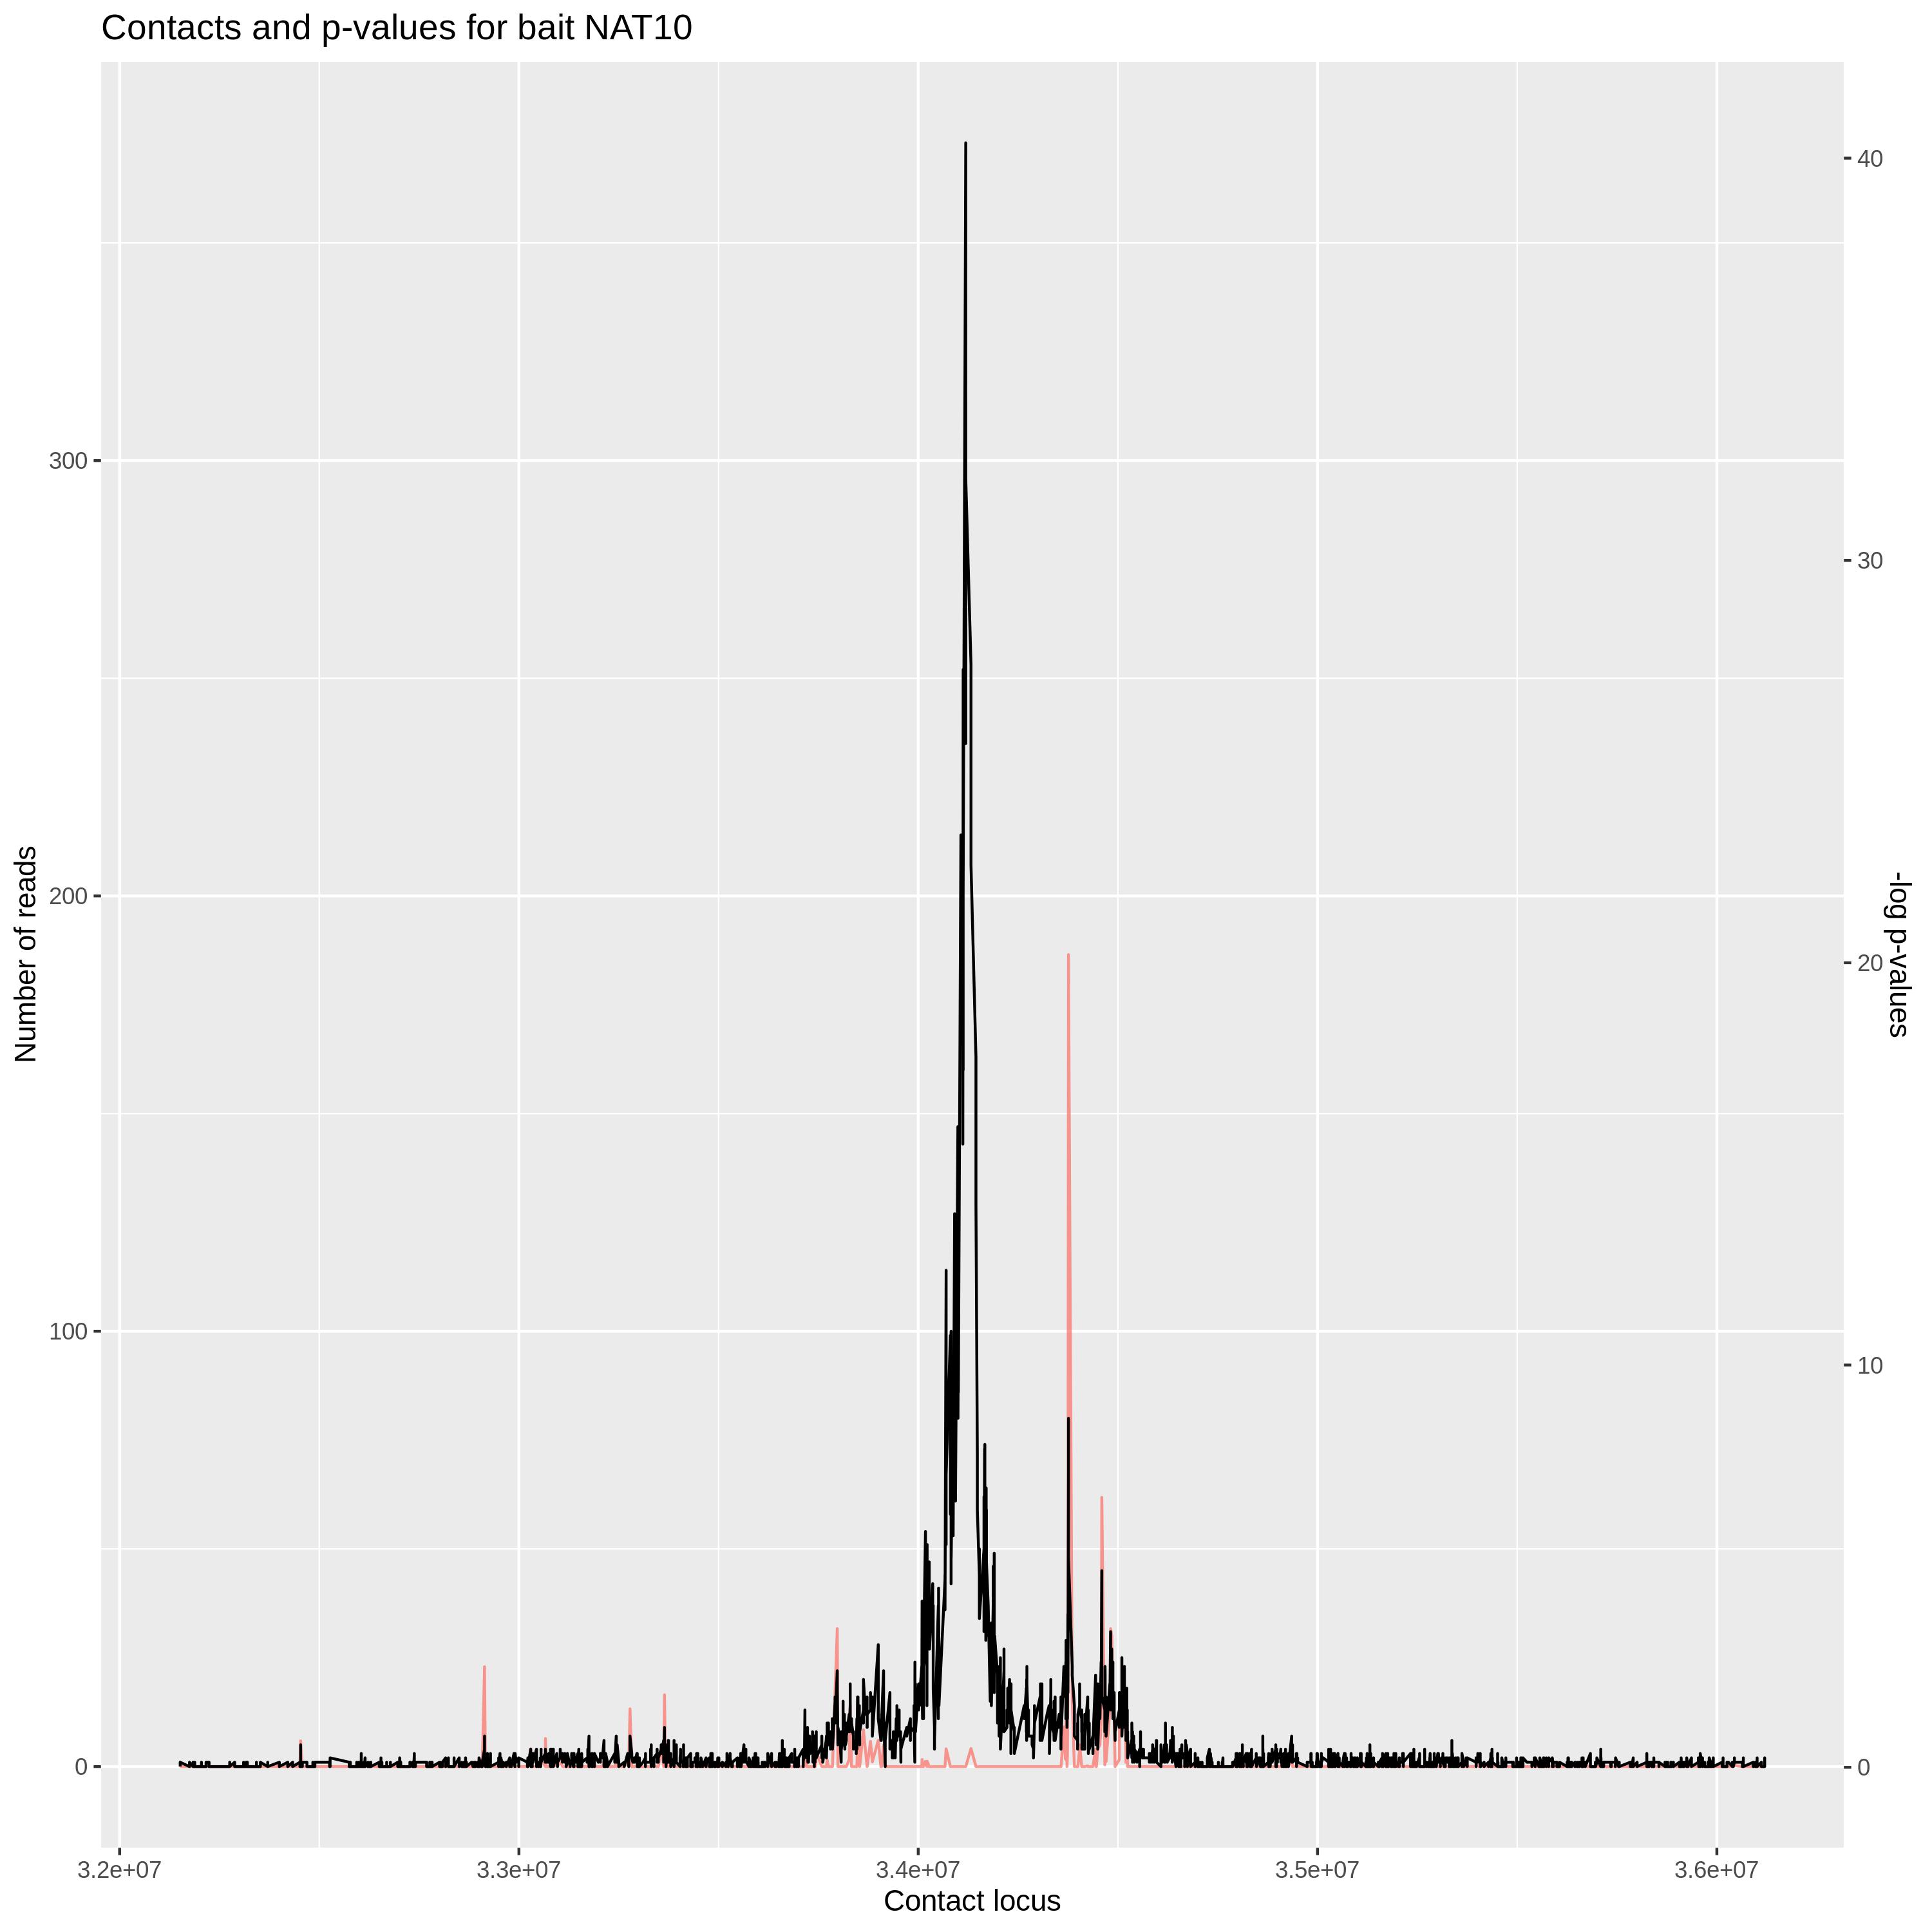 Contacts and p-values for bait NAT10
Number of reads
300
200
100
0
40
30
20
10
0
-log p-values
3.2e+07
3.3e+07
3.4e+07
3.5e+07
3.6e+07
Contact locus